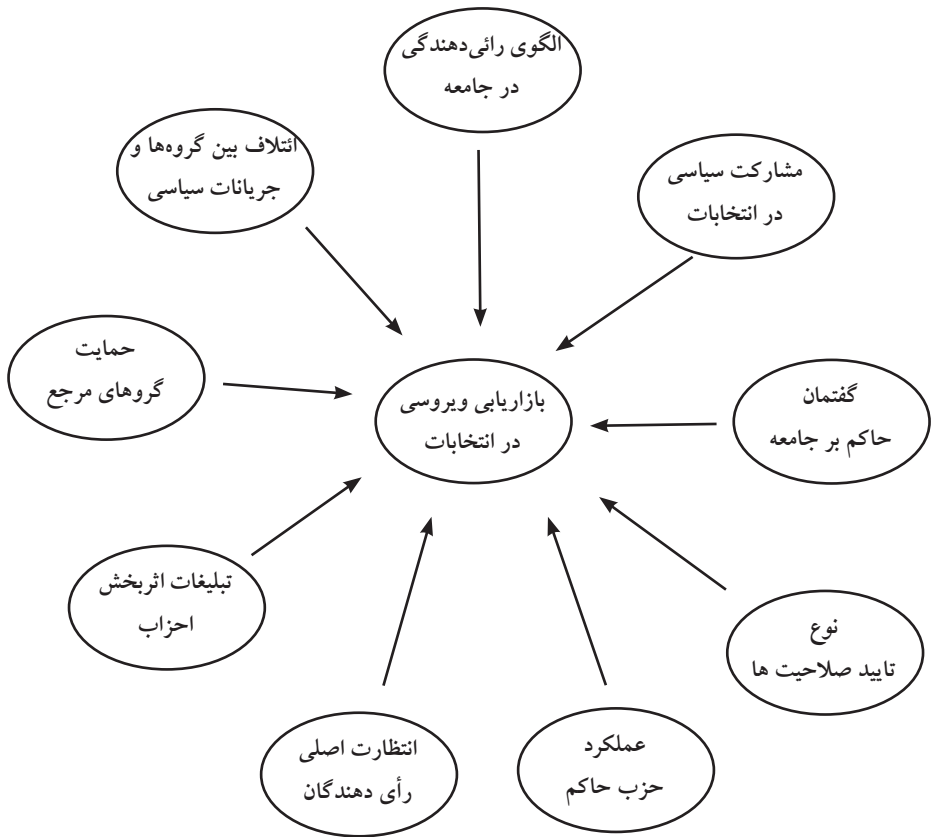 الگوی رائی‌دهندگی
در جامعه
مشارکت سیاسی
در انتخابات
ائتلاف بین گروه‌ها و
جریانات سیاسی
حمایت
گروهای مرجع
بازاریابی ویروسی
در انتخابات
گفتمان
حاکم بر جامعه
تبلیغات اثربخش
احزاب
نوع
تایید صلاحیت ها
انتظارت اصلی
رأی دهندگان
عملکرد
حزب حاکم